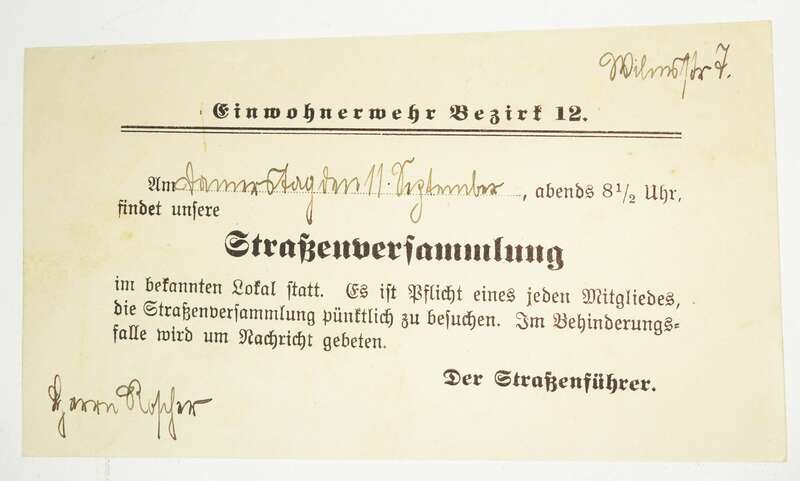 Wilmsstr 7.
Einwohnerwehr Bezirk 12.
Am Donnerstag den 11. September, abends 8½ Uhr,
findet unsere
Straßenversammlung
im bekannten Lokal statt. Es ist Pflicht eines jeden Mitgliedes,
die Straßenversammlung pünktlich zu besuchen. Im Behinderungs-
falle wird um Nachricht gebeten.
Der Straßenführer.
Herrn Roscher